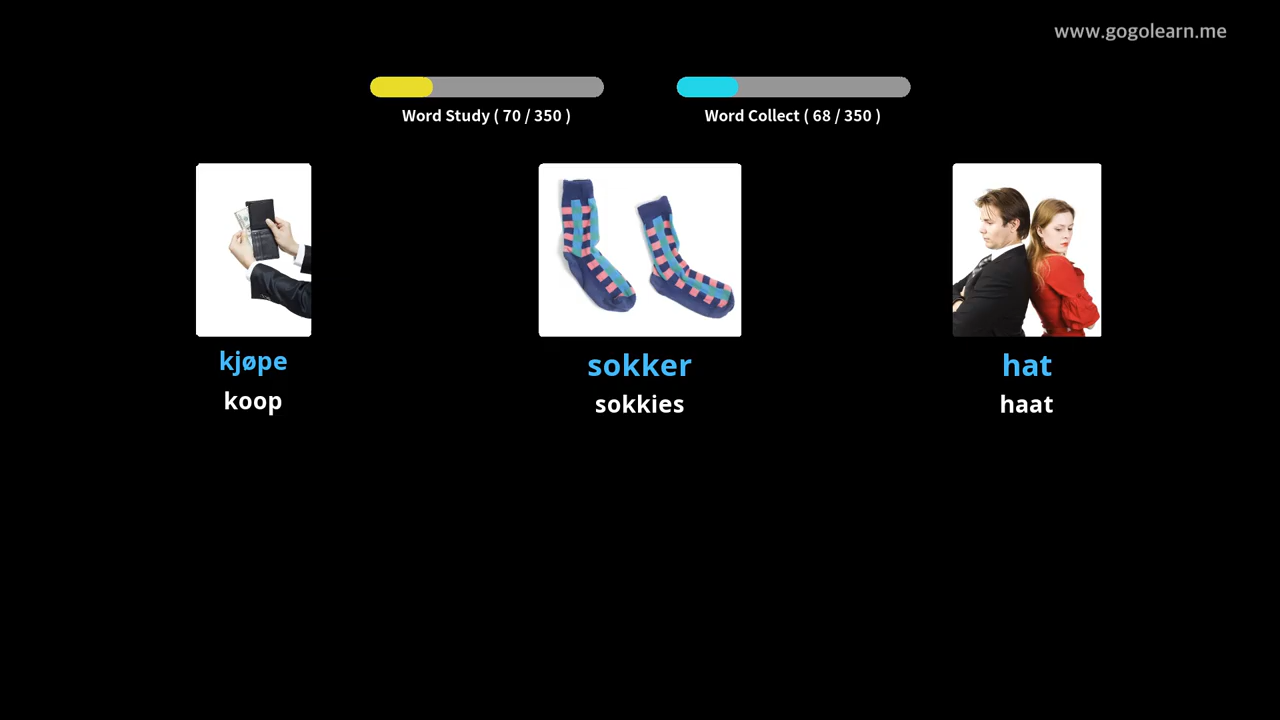 www.gogolearn.me
Word Study ( 70 / 350 )
Word Collect ( 68 / 350 )
kjøpe
koop
sokker
sokkies
hat
haat